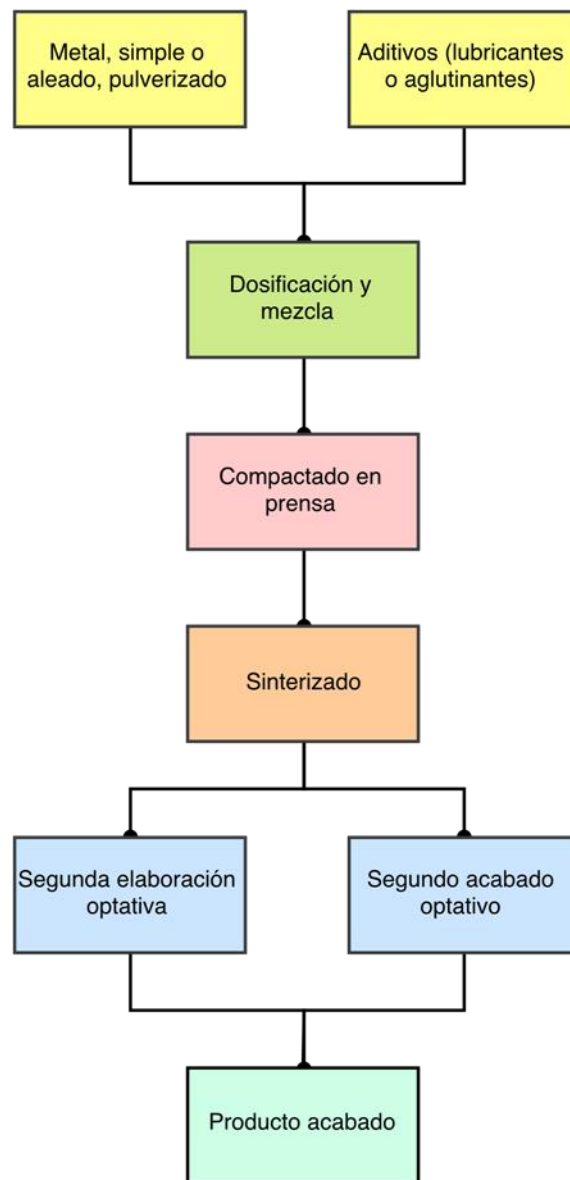 Metal, simple o
aleado, pulverizado
Aditivos (lubricantes
o aglutinantes)
Dosificación y
mezcla
Compactado en
prensa
Sinterizado
Segunda elaboración
optativa
Segundo acabado
optativo
Producto acabado